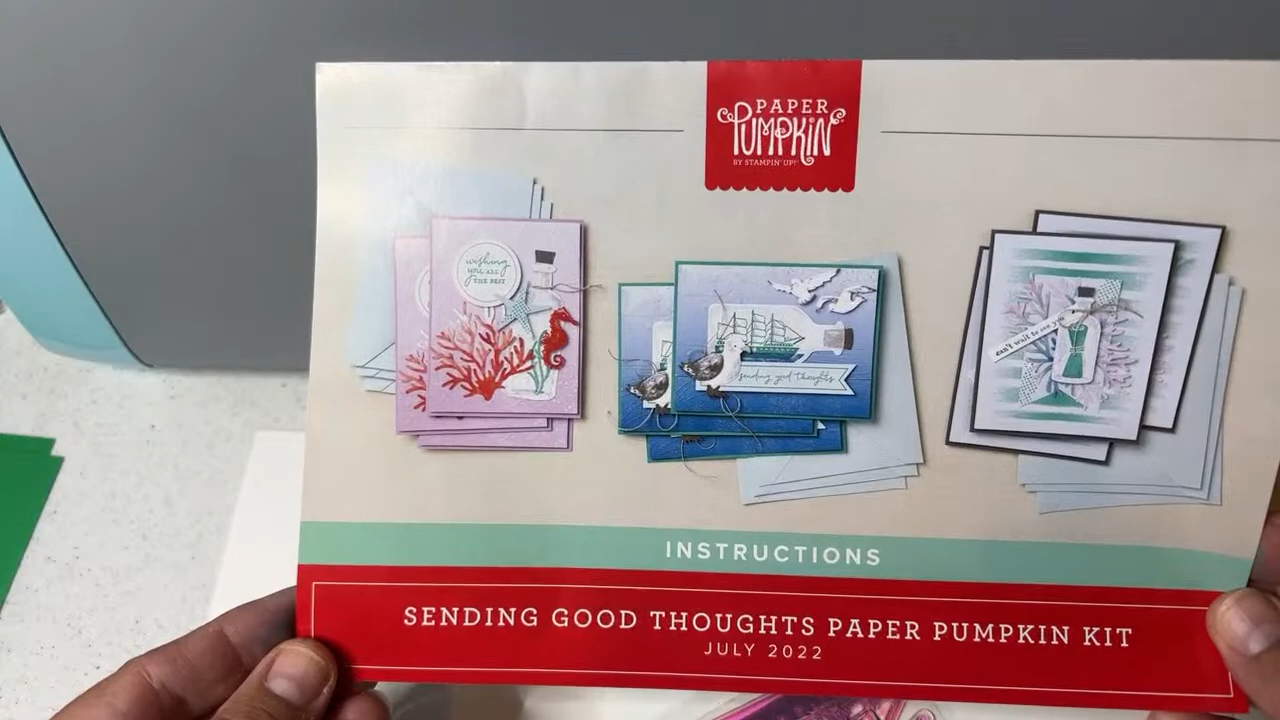 PAPER
PUMPKIN
BY STAMPIN' UP!
wishing
you all
THE BEST
sending good thoughts
can't wait to see you
INSTRUCTIONS
SENDING GOOD THOUGHTS PAPER PUMPKIN KIT
JULY 2022